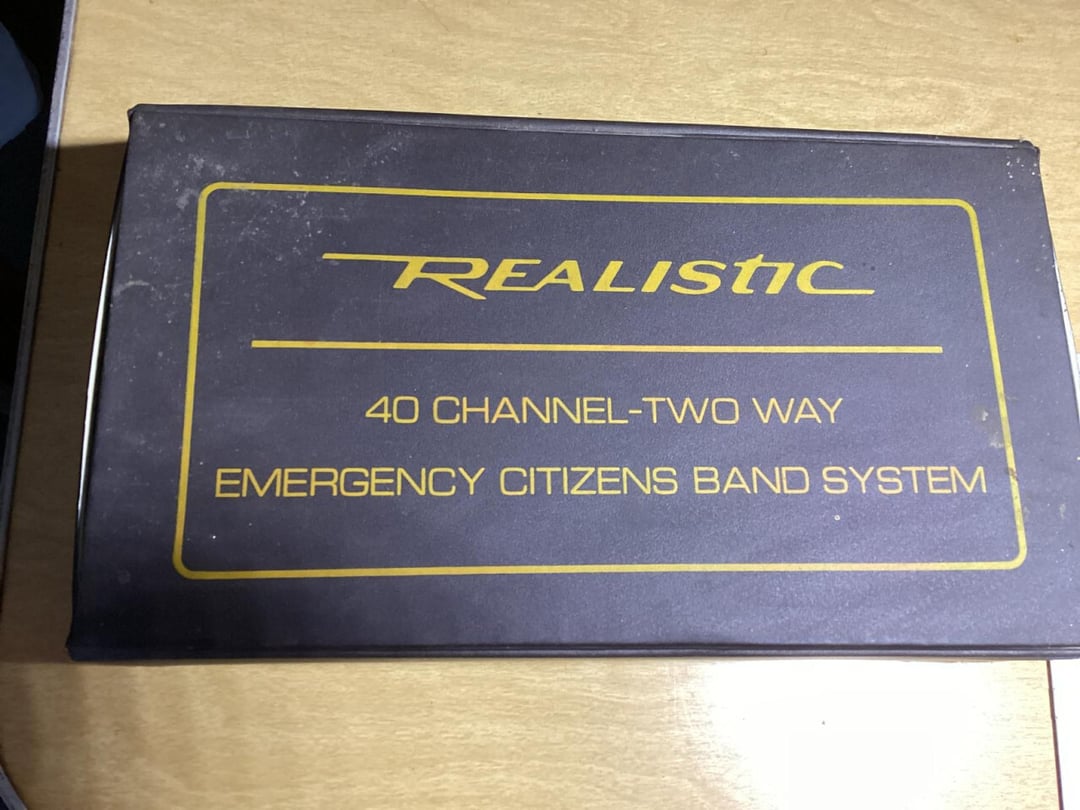 REALISTIC
40 CHANNEL-TWO WAY
EMERGENCY CITIZENS BAND SYSTEM